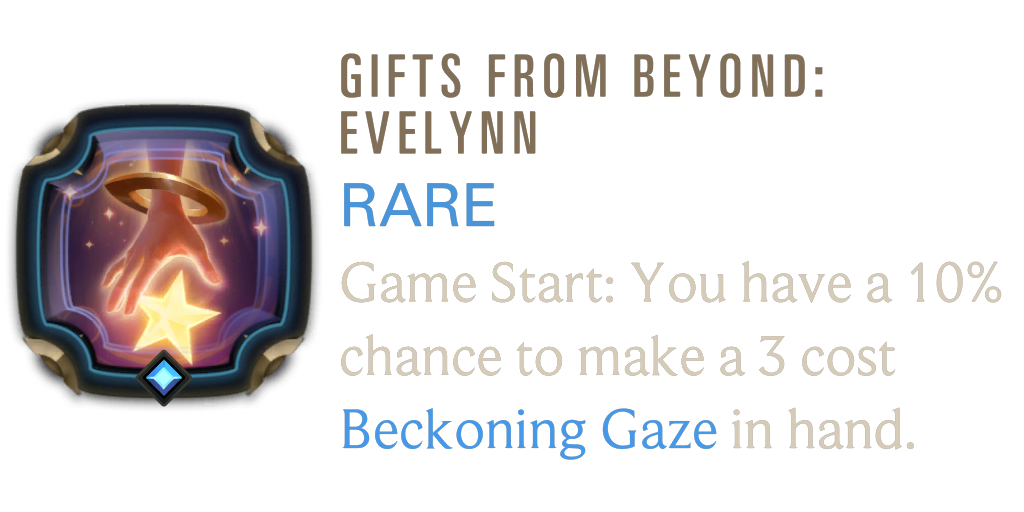 GIFTS FROM BEYOND:
EVELYNN
RARE
Game Start: You have a 10%
chance to make a 3 cost
Beckoning Gaze in hand.